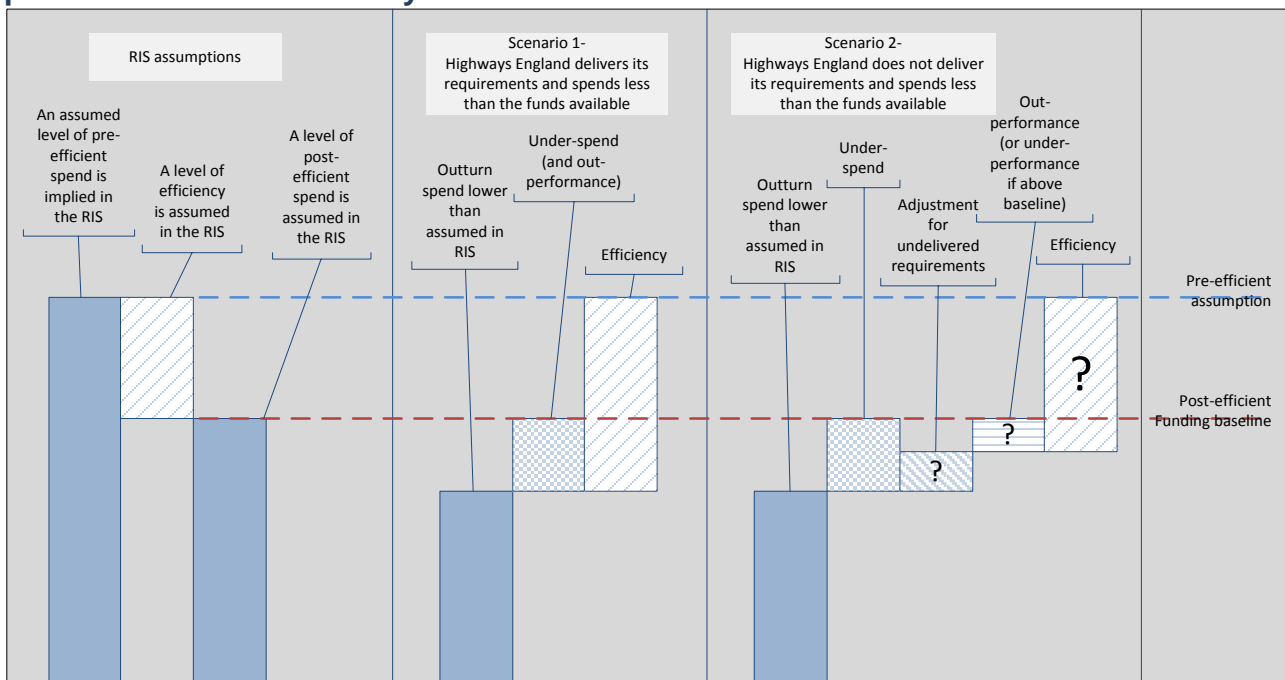 RIS assumptions
An assumed
level of pre-
efficient
spend is
implied in
the RIS
A level of
efficiency
is assumed
in the RIS
A level of
post-
efficient
spend is
assumed in
the RIS
Scenario 1-
Highways England delivers its
requirements and spends less
than the funds available
Outturn
spend lower
than
assumed in
RIS
Under-spend
(and out-
performance)
Efficiency
Scenario 2-
Highways England does not deliver
its requirements and spends less
than the funds available
Outturn
spend lower
than
assumed in
RIS
Under-
spend
Adjustment
for
undelivered
requirements
Out-
performance
(or under-
performance
if above
baseline)
Efficiency
?
?
?
Pre-efficient
assumption
Post-efficient
Funding baseline